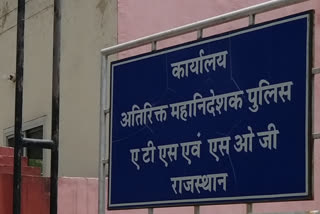 कार्यालय
अतिरिक्त महानिदेशक पुलिस
ए टी एस एवं एस ओ जी
राजस्थान